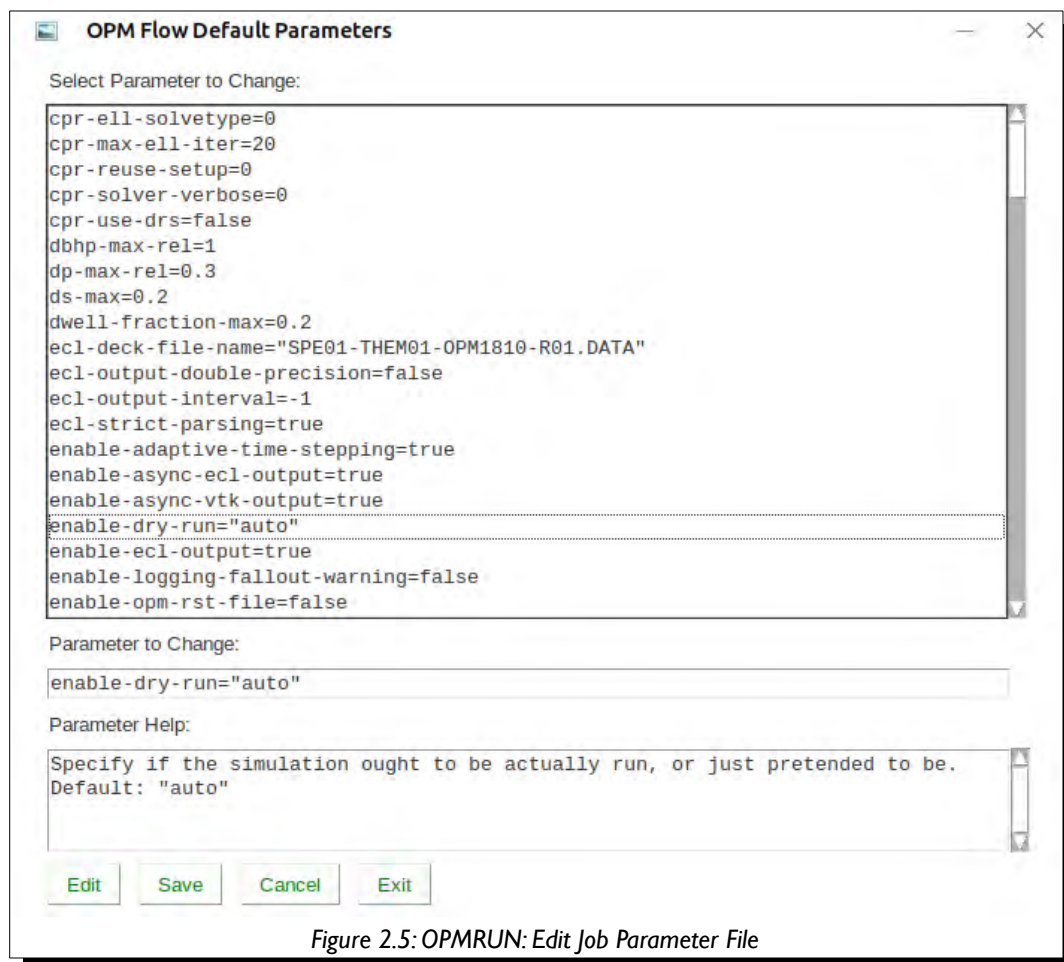 OPM Flow Default Parameters
Select Parameter to Change:
cpr-ell-solvetype=0
cpr-max-ell-iter=20
cpr-reuse-setup=0
cpr-solver-verbose=0
cpr-use-drs=false
dbhp-max-rel=1
dp-max-rel=0.3
ds-max=0.2
dwell-fraction-max=0.2
ecl-deck-file-name="SPE01-THEM01-OPM1810-R01.DATA"
ecl-output-double-precision=false
ecl-output-interval=-1
ecl-strict-parsing=true
enable-adaptive-time-stepping=true
enable-async-ecl-output=true
enable-async-vtk-output=true
enable-dry-run="auto"
enable-ecl-output=true
enable-logging-fallout-warning=false
enable-opm-rst-file=false
Parameter to Change:
enable-dry-run="auto"
Parameter Help:
Specify if the simulation ought to be actually run, or just pretended to be.
Default: "auto"
Edit Save Cancel Exit
Figure 2.5: OPMRUN: Edit Job Parameter File